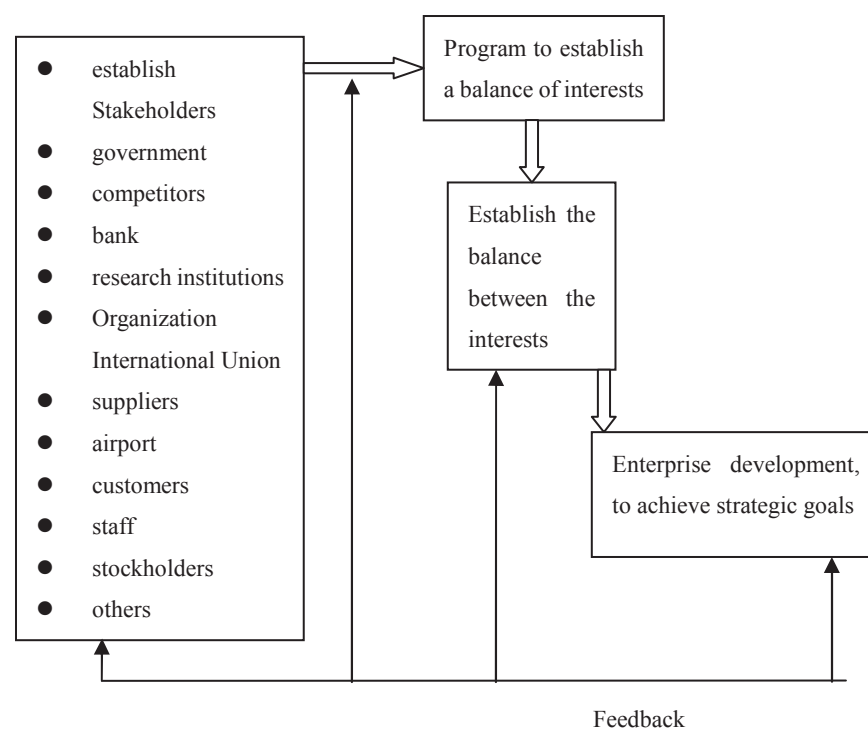 ● establish
Stakeholders
● government
● competitors
● bank
● research institutions
● Organization
International Union
● suppliers
● airport
● customers
● staff
● stockholders
● others
Program to establish
a balance of interests
Establish the
balance
between the
interests
Enterprise development,
to achieve strategic goals
Feedback